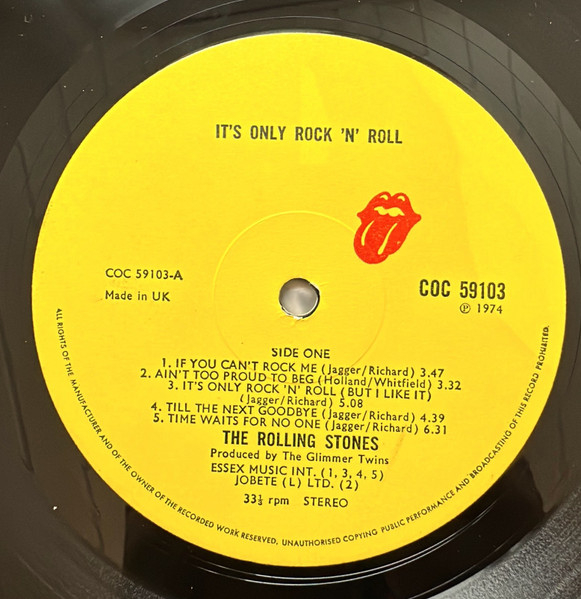 IT'S ONLY ROCK 'N' ROLL
COC 59103-A
Made in UK
COC 59103
Ⓟ 1974
SIDE ONE
1. IF YOU CAN'T ROCK ME (Jagger/Richard) 3.47
2. AIN'T TOO PROUD TO BEG (Holland/Whitfield) 3.32
3. IT'S ONLY ROCK 'N' ROLL (BUT I LIKE IT)
(Jagger/Richard) 5.08
4. TILL THE NEXT GOODBYE (Jagger/Richard) 4.39
5. TIME WAITS FOR NO ONE (Jagger/Richard) 6.31
THE ROLLING STONES
Produced by The Glimmer Twins
ESSEX MUSIC INT. (1, 3, 4, 5)
JOBETE (L) LTD. (2)
33⅓ rpm STEREO
ALL RIGHTS OF THE MANUFACTURER AND OF THE OWNER OF THE RECORDED WORK RESERVED, UNAUTHORISED COPYING PUBLIC PERFORMANCE AND BROADCASTING OF THIS RECORD PROHIBITED.